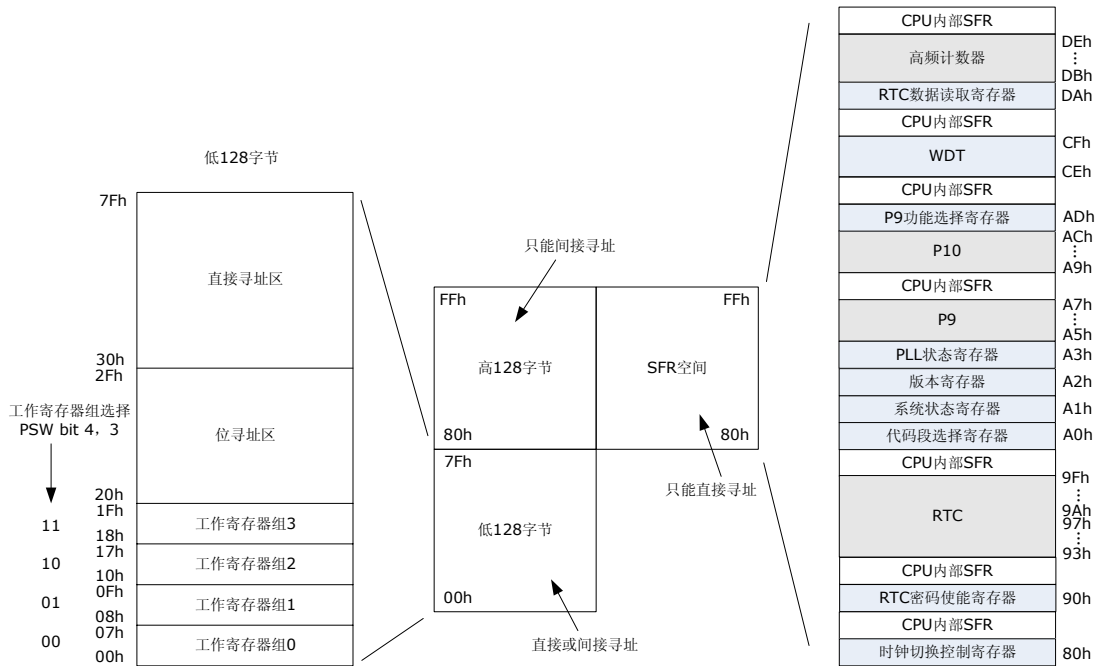 低128字节
7Fh
直接寻址区
30h
2Fh
位寻址区
20h
工作寄存器组选择
PSW bit 4，3
11
1Fh
工作寄存器组3
18h
10
17h
工作寄存器组2
10h
01
0Fh
工作寄存器组1
08h
00
07h
工作寄存器组0
00h
只能间接寻址
FFh
高128字节
80h
FFh
SFR空间
80h
只能直接寻址
7Fh
低128字节
00h
直接或间接寻址
CPU内部SFR
高频计数器
DEh
DBh
RTC数据读取寄存器
DAh
CPU内部SFR
WDT
CFh
CEh
CPU内部SFR
P9功能选择寄存器
ADh
P10
ACh
A9h
CPU内部SFR
P9
A7h
A5h
PLL状态寄存器
A3h
版本寄存器
A2h
系统状态寄存器
A1h
代码段选择寄存器
A0h
CPU内部SFR
RTC
9Fh
9Ah
97h
93h
CPU内部SFR
RTC密码使能寄存器
90h
CPU内部SFR
时钟切换控制寄存器
80h